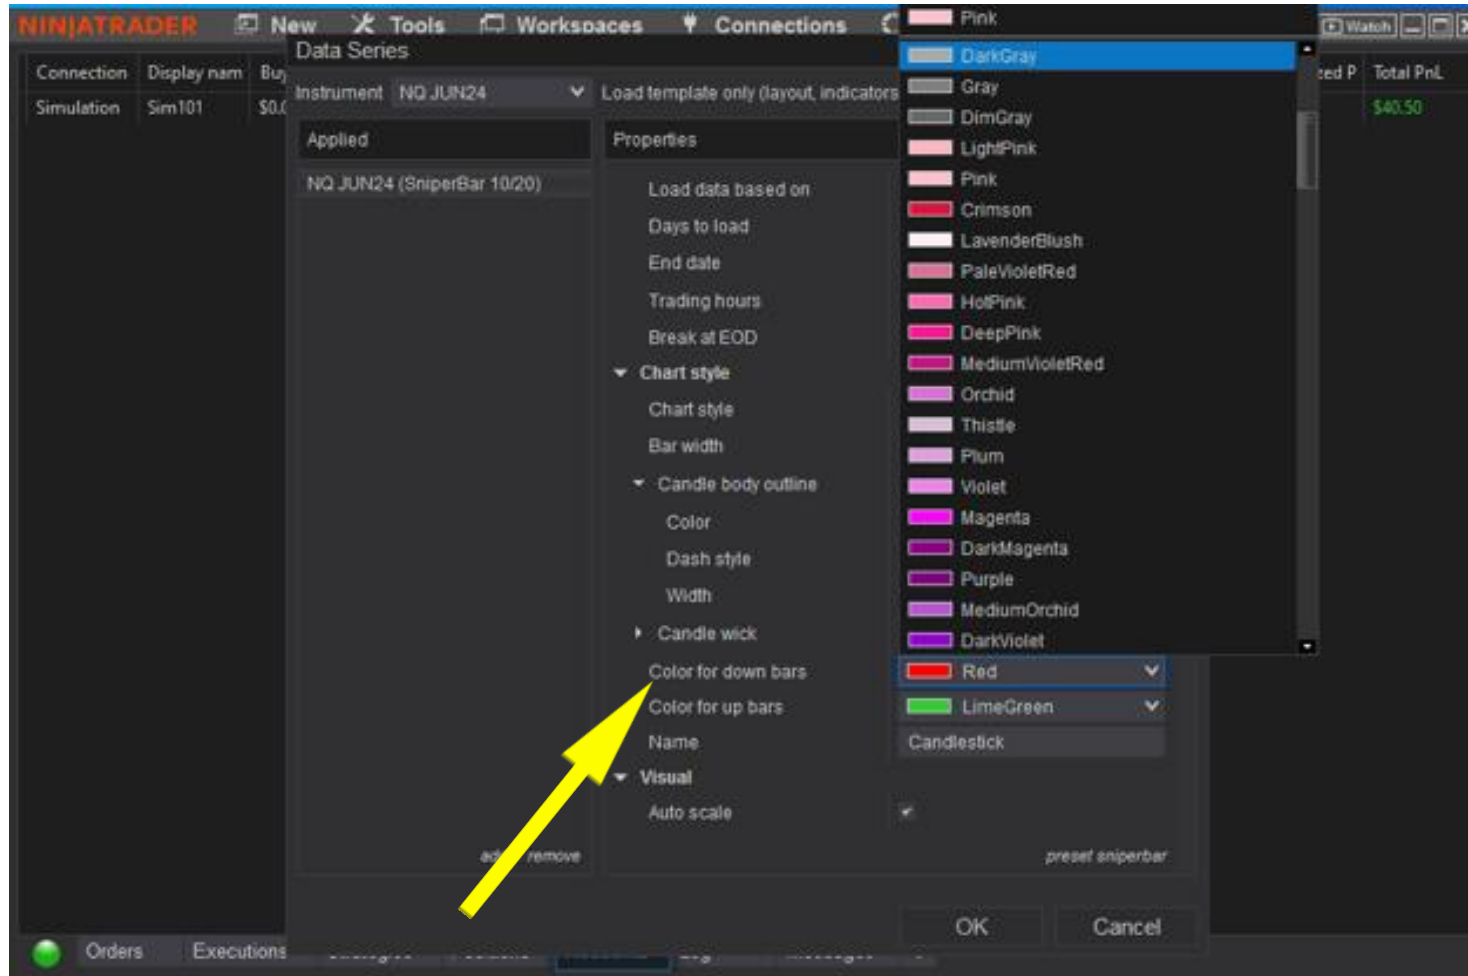 NINJATRADER New Tools Workspaces Connections
Watch
Connection Display nam Buy
zed P Total PnL
Simulation Sim101 $0.0
$40.50
Data Series
Instrument NQ JUN24 Load template only (layout, indicators
Applied
NQ JUN24 (SniperBar 10/20)
add remove
Properties
Load data based on
Days to load
End date
Trading hours
Break at EOD
Chart style
Chart style
Bar width
Candle body outline
Color
Dash style
Width
Candle wick
Color for down bars
Color for up bars
Name
Visual
Auto scale
Pink
DarkGray
Gray
DimGray
LightPink
Pink
Crimson
LavenderBlush
PaleVioletRed
HotPink
DeepPink
MediumVioletRed
Orchid
Thistle
Plum
Violet
Magenta
DarkMagenta
Purple
MediumOrchid
DarkViolet
Red
LimeGreen
Candlestick
preset sniperbar
OK Cancel
Orders Executions